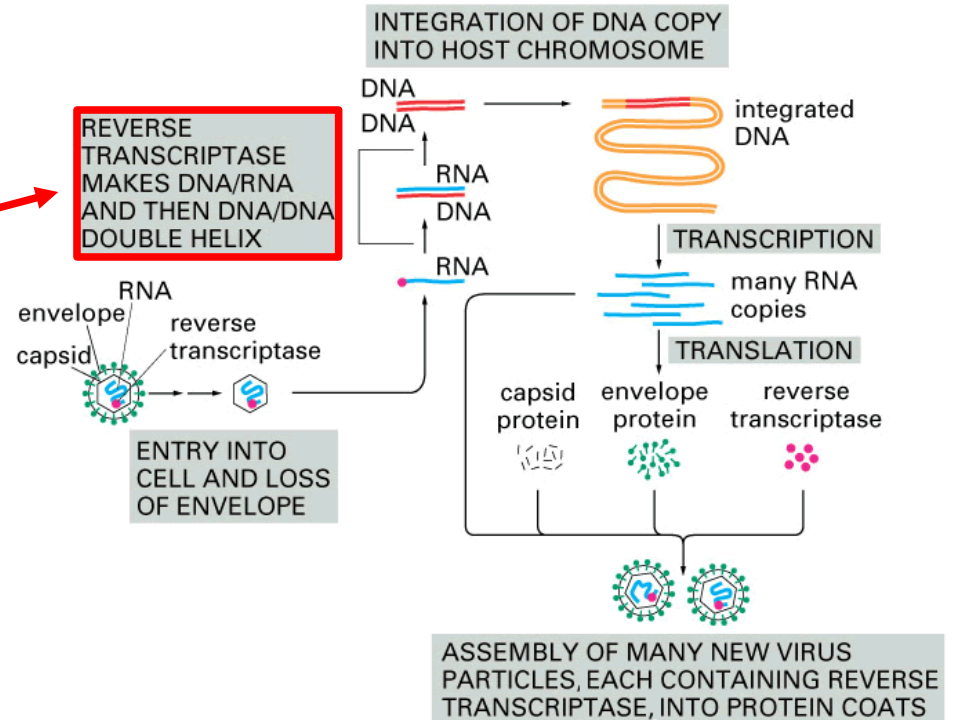 INTEGRATION OF DNA COPY
INTO HOST CHROMOSOME
DNA
DNA
integrated
DNA
REVERSE
TRANSCRIPTASE
MAKES DNA/RNA
AND THEN DNA/DNA
DOUBLE HELIX
RNA
DNA
RNA
TRANSCRIPTION
many RNA
copies
TRANSLATION
RNA
envelope
capsid
reverse
transcriptase
ENTRY INTO
CELL AND LOSS
OF ENVELOPE
capsid
protein
envelope
protein
reverse
transcriptase
ASSEMBLY OF MANY NEW VIRUS
PARTICLES, EACH CONTAINING REVERSE
TRANSCRIPTASE, INTO PROTEIN COATS